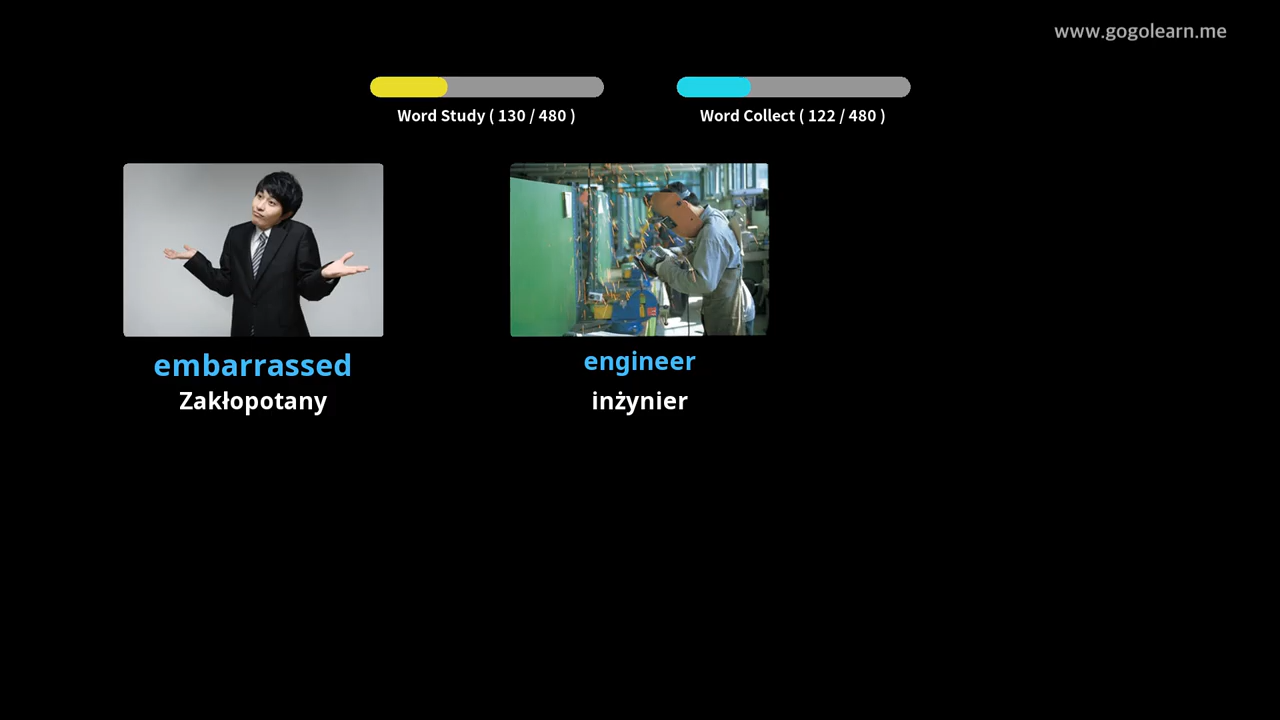 www.gogolearn.me
Word Study ( 130 / 480 )
Word Collect ( 122 / 480 )
embarrassed
Zakłopotany
engineer
inżynier